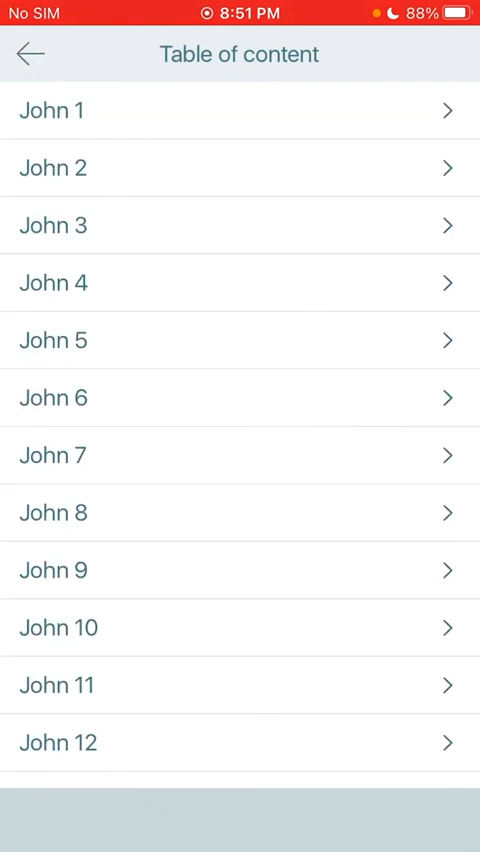 No SIM 8:51 PM 88%
Table of content
John 1
John 2
John 3
John 4
John 5
John 6
John 7
John 8
John 9
John 10
John 11
John 12